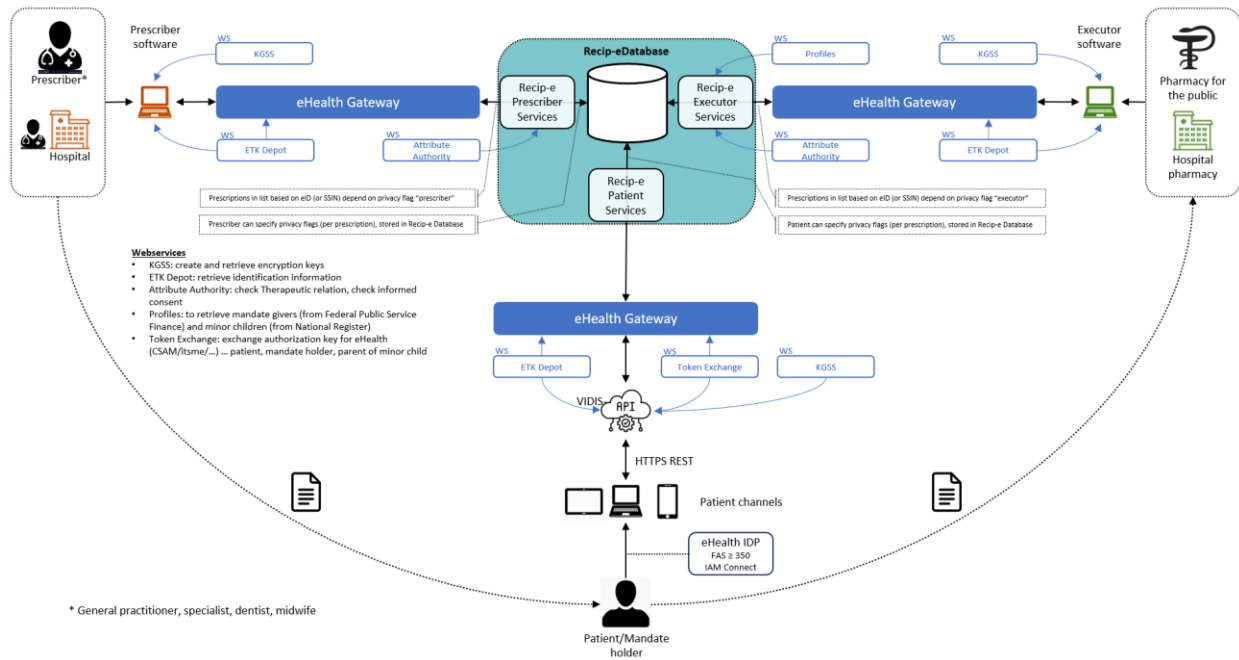 Prescriber*
Hospital
Prescriber
software
WS
KGSS
eHealth Gateway
WS
ETK Depot
WS
Attribute
Authority
Recip-eDatabase
Recip-e
Prescriber
Services
Recip-e
Executor
Services
Recip-e
Patient
Services
WS
Profiles
WS
KGSS
eHealth Gateway
WS
Attribute
Authority
WS
ETK Depot
Executor
software
Pharmacy for
the public
Hospital
pharmacy
Prescriptions in list based on eID (or SSIN) depend on privacy flag "prescriber"
Prescriber can specify privacy flags (per prescription), stored in Recip-e Database
Prescriptions in list based on eID (or SSIN) depend on privacy flag "executor"
Patient can specify privacy flags (per prescription), stored in Recip-e Database
Webservices
• KGSS: create and retrieve encryption keys
• ETK Depot: retrieve identification information
• Attribute Authority: check Therapeutic relation, check informed
consent
• Profiles: to retrieve mandate givers (from Federal Public Service
Finance) and minor children (from National Register)
• Token Exchange: exchange authorization key for eHealth
(CSAM/itsme/...) ... patient, mandate holder, parent of minor child
eHealth Gateway
WS
ETK Depot
WS
Token Exchange
WS
KGSS
VIDIS
API
HTTPS REST
Patient channels
eHealth IDP
FAS ≥ 350
IAM Connect
Patient/Mandate
holder
* General practitioner, specialist, dentist, midwife